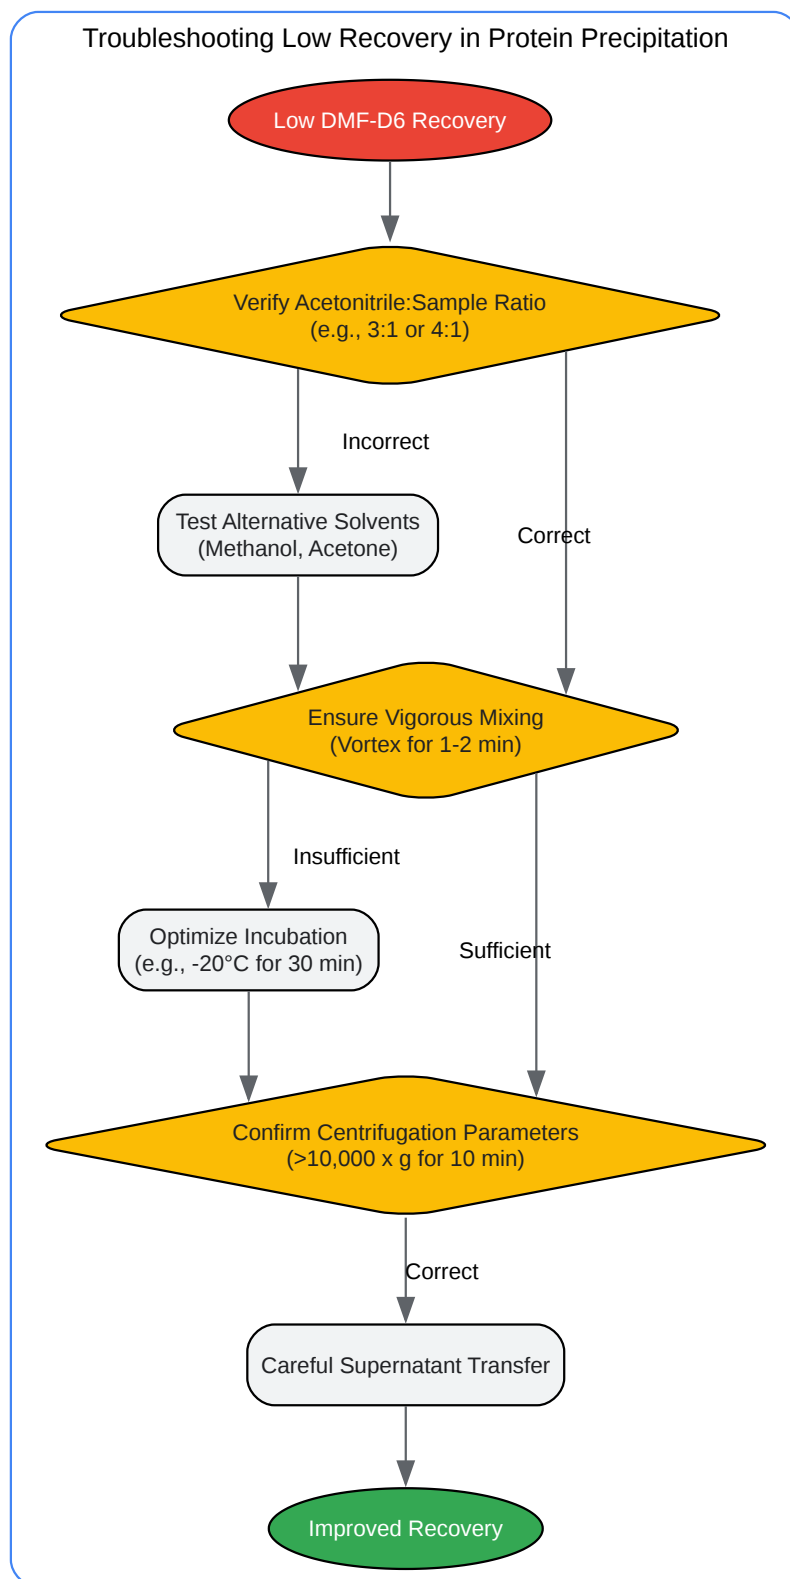 Troubleshooting Low Recovery in Protein Precipitation
Low DMF-D6 Recovery
Verify Acetonitrile:Sample Ratio
(e.g., 3:1 or 4:1)
Incorrect
Test Alternative Solvents
(Methanol, Acetone)
Correct
Ensure Vigorous Mixing
(Vortex for 1-2 min)
Insufficient
Optimize Incubation
(e.g., -20°C for 30 min)
Sufficient
Confirm Centrifugation Parameters
(>10,000 x g for 10 min)
Correct
Careful Supernatant Transfer
Improved Recovery